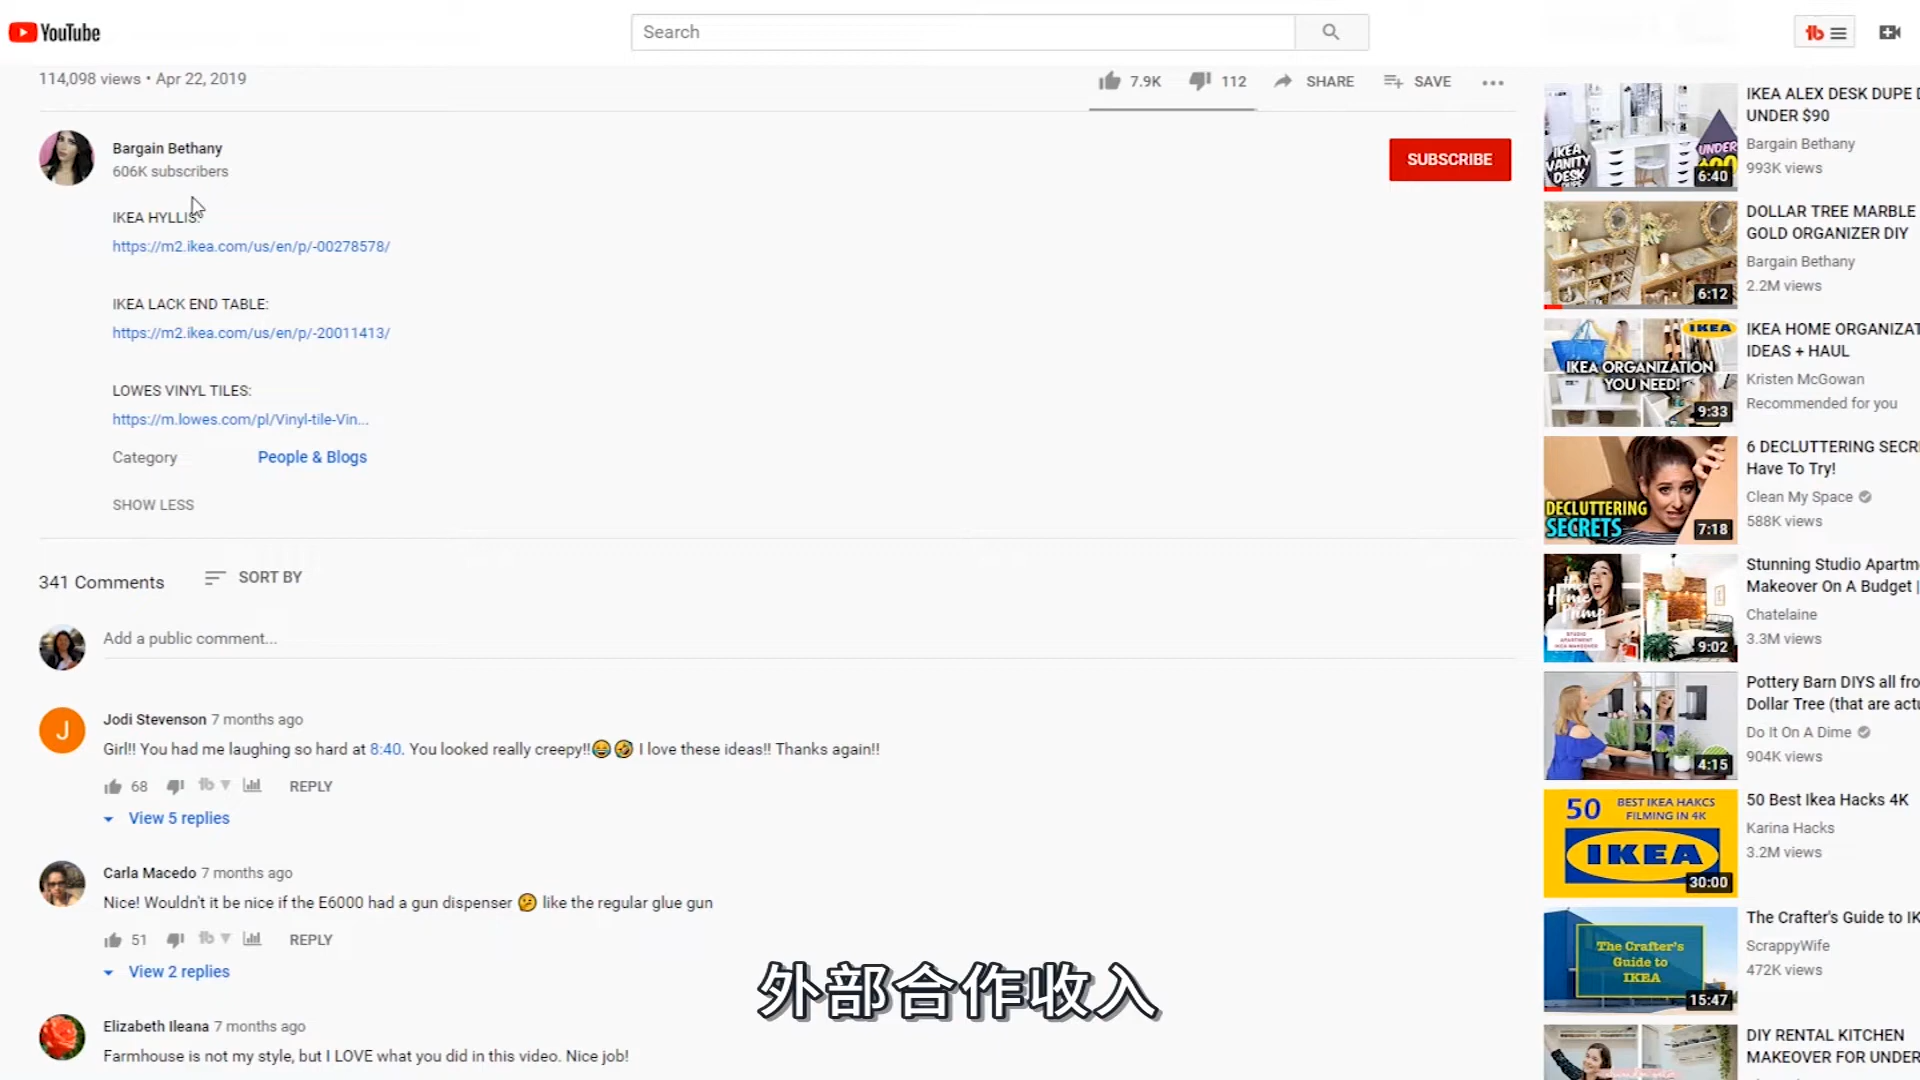 YouTube
Search
114,098 views • Apr 22, 2019
7.9K
112
SHARE
SAVE
Bargain Bethany
606K subscribers
SUBSCRIBE
IKEA HYLLIS:
https://m2.ikea.com/us/en/p/-00278578/
IKEA LACK END TABLE:
https://m2.ikea.com/us/en/p/-20011413/
LOWES VINYL TILES:
https://m.lowes.com/pl/Vinyl-tile-Vin...
Category People & Blogs
SHOW LESS
341 Comments
SORT BY
Add a public comment...
J
Jodi Stevenson 7 months ago
Girl!! You had me laughing so hard at 8:40. You looked really creepy!!😂🤣 I love these ideas!! Thanks again!!
68
REPLY
View 5 replies
Carla Macedo 7 months ago
Nice! Wouldn't it be nice if the E6000 had a gun dispenser 🤔 like the regular glue gun
51
REPLY
View 2 replies
Elizabeth Ileana 7 months ago
Farmhouse is not my style, but I LOVE what you did in this video. Nice job!
外部合作收入
IKEA
VANITY
DESK
DUPE
UNDER
$90
6:40
IKEA ALEX DESK DUPE D
UNDER $90
Bargain Bethany
993K views
6:12
DOLLAR TREE MARBLE
GOLD ORGANIZER DIY
Bargain Bethany
2.2M views
IKEA
IKEA ORGANIZATION
YOU NEED!
9:33
IKEA HOME ORGANIZAT
IDEAS + HAUL
Kristen McGowan
Recommended for you
DECLUTTERING
SECRETS
7:18
6 DECLUTTERING SECR
Have To Try!
Clean My Space
588K views
The
Home
Primp
STUDIO
APARTMENT
IKEA MAKEOVER
9:02
Stunning Studio Apartm
Makeover On A Budget |
Chatelaine
3.3M views
4:15
Pottery Barn DIYS all fro
Dollar Tree (that are actu
Do It On A Dime
904K views
50 BEST IKEA HAKCS
FILMING IN 4K
IKEA
30:00
50 Best Ikea Hacks 4K
Karina Hacks
3.2M views
The Crafter's
Guide to
IKEA
15:47
The Crafter's Guide to IK
ScrappyWife
472K views
DIY RENTAL KITCHEN
MAKEOVER FOR UNDER